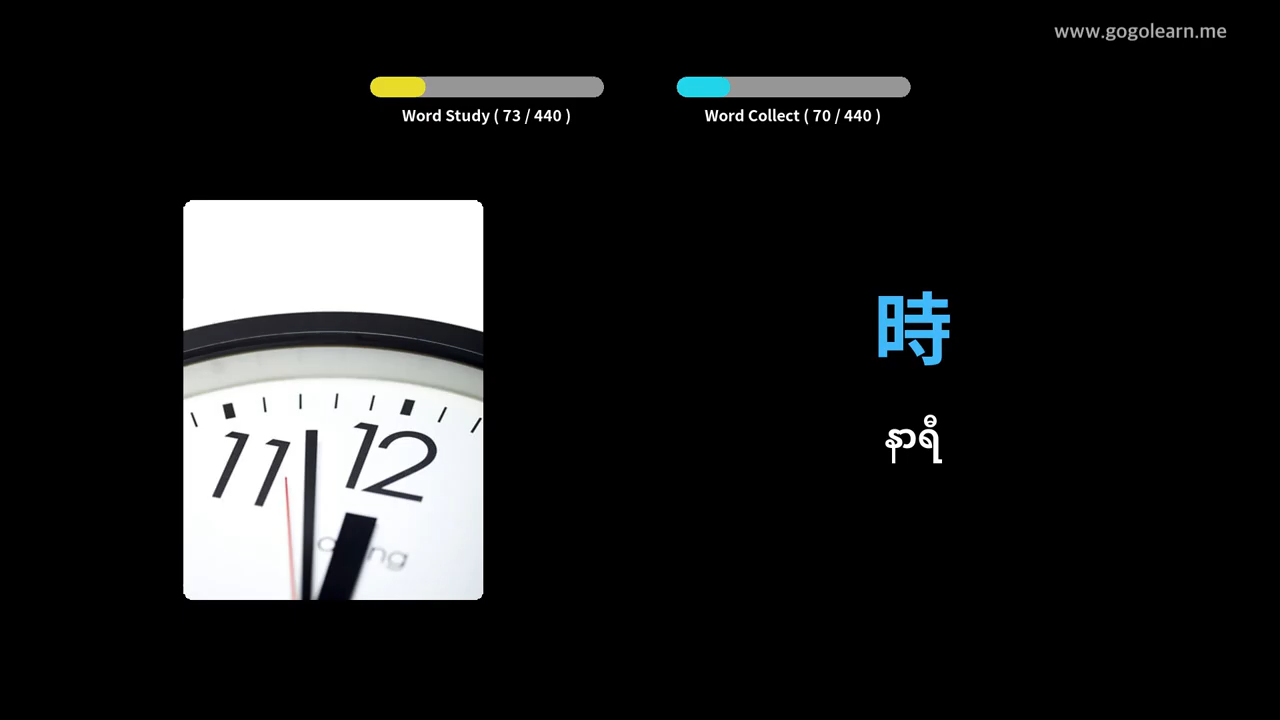 www.gogolearn.me
Word Study ( 73 / 440 )
Word Collect ( 70 / 440 )
11
12
時
နာရီ